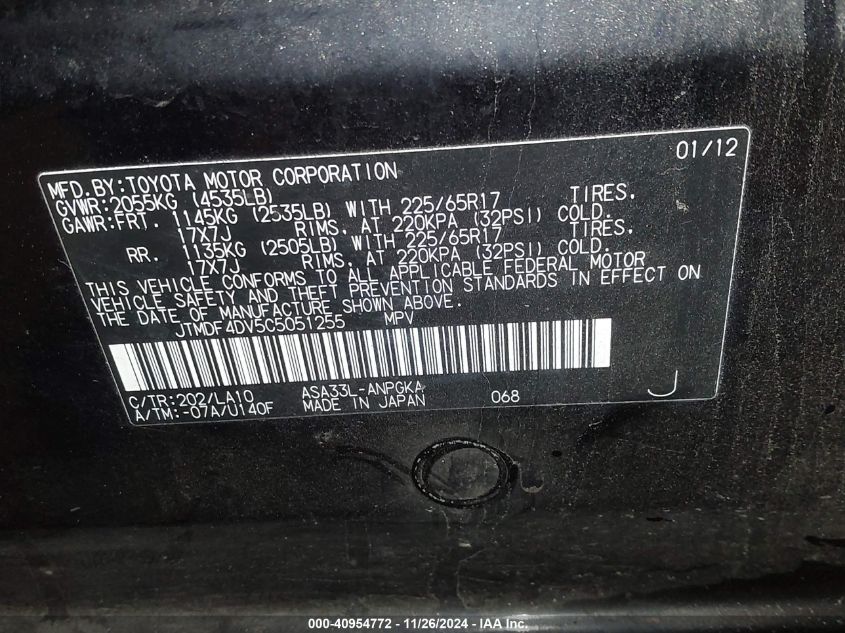 01/12
MFD.BY:TOYOTA MOTOR CORPORATION
GVWR:2055KG (4535LB)
GAWR:FRT. 1145KG (2535LB) WITH 225/65R17 TIRES.
17X7J RIMS, AT 220KPA (32PSI) COLD.
RR. 1135KG (2505LB) WITH 225/65R17 TIRES.
17X7J RIMS, AT 220KPA (32PSI) COLD.
THIS VEHICLE CONFORMS TO ALL APPLICABLE FEDERAL MOTOR
VEHICLE SAFETY AND THEFT PREVENTION STANDARDS IN EFFECT ON
THE DATE OF MANUFACTURE SHOWN ABOVE.
JTMDF4DV5C5051255 MPV
C/TR:202/LA10 ASA33L-ANPGKA
A/TM:-07A/U140F MADE IN JAPAN 068 J
000-40954772 - 11/26/2024 - IAA Inc.